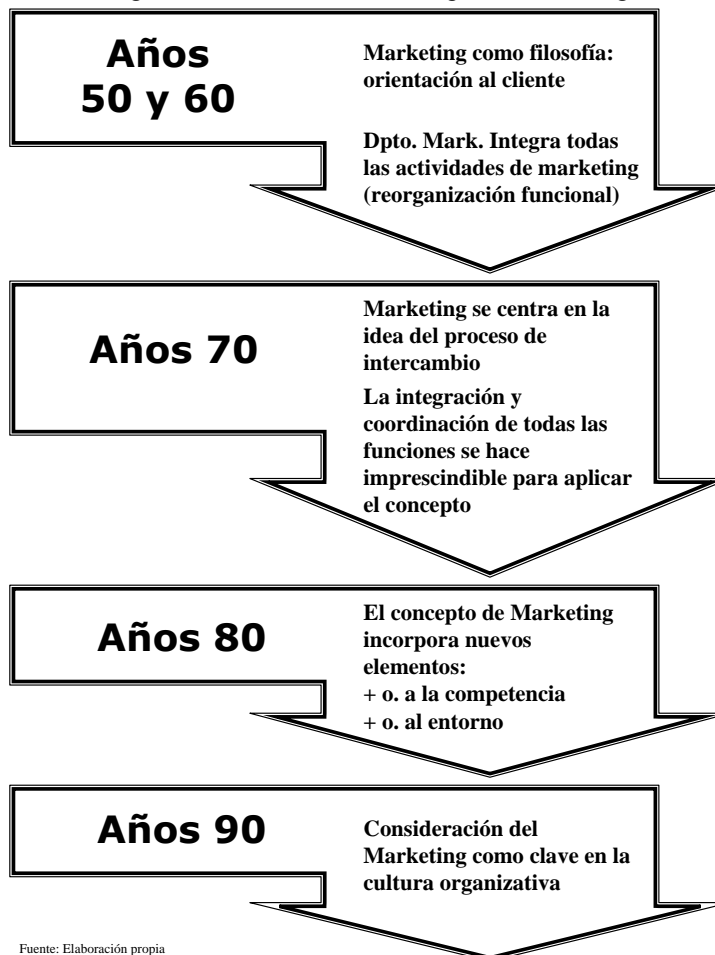 Años
50 y 60
Marketing como filosofía:
orientación al cliente
Dpto. Mark. Integra todas
las actividades de marketing
(reorganización funcional)
Años 70
Marketing se centra en la
idea del proceso de
intercambio
La integración y
coordinación de todas las
funciones se hace
imprescindible para aplicar
el concepto
Años 80
El concepto de Marketing
incorpora nuevos
elementos:
+ o. a la competencia
+ o. al entorno
Años 90
Consideración del
Marketing como clave en la
cultura organizativa
Fuente: Elaboración propia